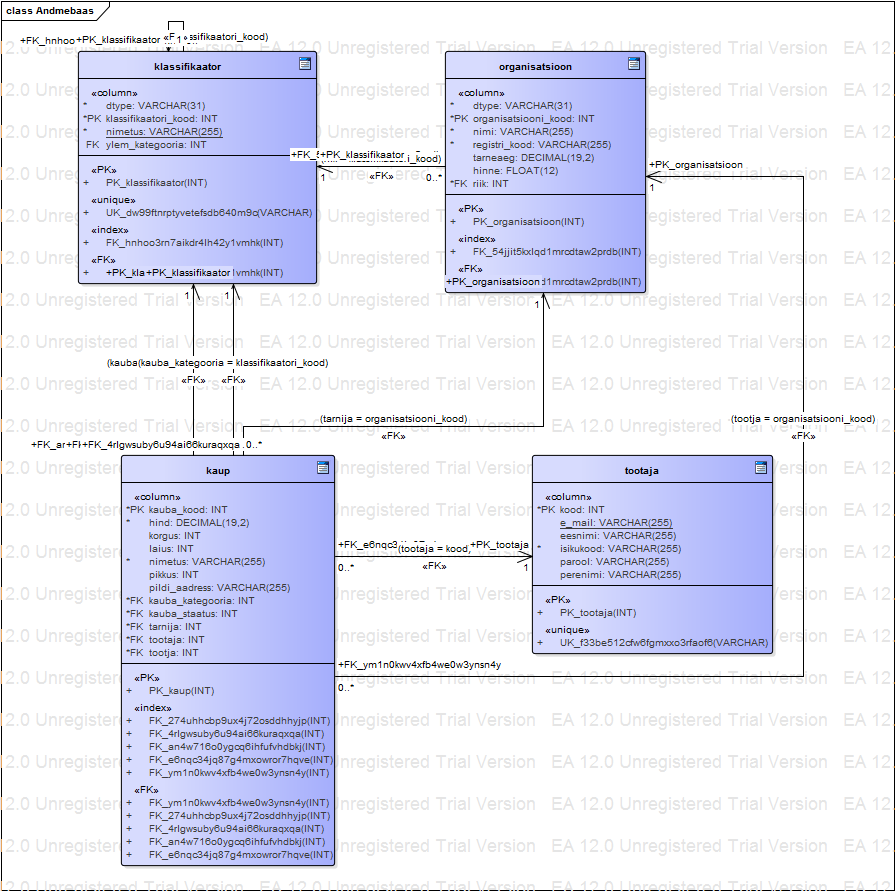 class Andmebaas
+FK_hnhoo
+PK_klassifikaator
ssifikaatori_kood)
1
klassifikaator
«column»
* dtype: VARCHAR(31)
*PK klassifikaatori_kood: INT
* nimetus: VARCHAR(255)
FK ylem_kategooria: INT
«PK»
+ PK_klassifikaator(INT)
«unique»
+ UK_dw99ftnrptyvetefsdb640m9q(VARCHAR)
«index»
+ FK_hnhoo3rn7aikdr4lh42y1vmhk(INT)
«FK»
+ +PK_kla+PK_klassifikaator lvmhk(INT)
organisatsioon
«column»
* dtype: VARCHAR(31)
*PK organisatsiooni_kood: INT
* nimi: VARCHAR(255)
* registri_kood: VARCHAR(255)
tarneaeg: DECIMAL(19,2)
hinne: FLOAT(12)
*FK riik: INT
«PK»
+ PK_organisatsioon(INT)
«index»
+ FK_54jjit5kxlqd1mrcdtaw2prdb(INT)
«FK»
+PK_organisatsioon d1mrcdtaw2prdb(INT)
+PK_klassifikaator
i_kood)
1
«FK»
0..*
+PK_organisatsioon
1
1
1
1
(kauba(kauba_kategooria = klassifikaatori_kood)
«FK»
«FK»
(tarnija = organisatsiooni_kood)
«FK»
(tootja = organisatsiooni_kood)
«FK»
+FK_4rlgwsuby6u94ai66kuraqxqa
0..*
kaup
«column»
*PK kauba_kood: INT
* hind: DECIMAL(19,2)
korgus: INT
laius: INT
* nimetus: VARCHAR(255)
pikkus: INT
pildi_aadress: VARCHAR(255)
*FK kauba_kategooria: INT
*FK kauba_staatus: INT
*FK tarnija: INT
*FK tootaja: INT
*FK tootja: INT
«PK»
+ PK_kaup(INT)
«index»
+ FK_274uhhcbp9ux4j72osddhhyjp(INT)
+ FK_4rlgwsuby6u94ai66kuraqxqa(INT)
+ FK_an4w716o0ygcq6ihfufvhdbkj(INT)
+ FK_e6nqc34jq87g4mxowror7hqve(INT)
+ FK_ym1n0kwv4xfb4we0w3ynsn4y(INT)
«FK»
+ FK_ym1n0kwv4xfb4we0w3ynsn4y(INT)
+ FK_274uhhcbp9ux4j72osddhhyjp(INT)
+ FK_4rlgwsuby6u94ai66kuraqxqa(INT)
+ FK_an4w716o0ygcq6ihfufvhdbkj(INT)
+ FK_e6nqc34jq87g4mxowror7hqve(INT)
tootaja
«column»
*PK kood: INT
e_mail: VARCHAR(255)
eesnimi: VARCHAR(255)
* isikukood: VARCHAR(255)
parool: VARCHAR(255)
perenimi: VARCHAR(255)
«PK»
+ PK_tootaja(INT)
«unique»
+ UK_f33be512cfw6fgmxxo3rfaof6(VARCHAR)
+FK_e6nqc3
(tootaja = kood)
+PK_tootaja
0..*
«FK»
1
+FK_ym1n0kwv4xfb4we0w3ynsn4y
0..*
EA 12.0 Unregistered Trial Version